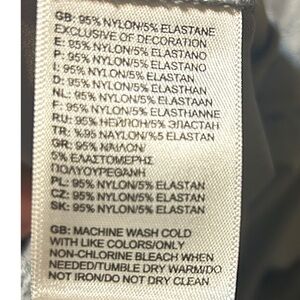 GB: 95% NYLON/5% ELASTANE
EXCLUSIVE OF DECORATION
E: 95% NYLON/5% ELASTANO
P: 95% NYLON/5% ELASTANO
I: 95% NYLON/5% ELASTAN
D: 95% NYLON/5% ELASTHAN
NL: 95% NYLON/5% ELASTAAN
F: 95% NYLON/5% ELASTHANNE
RU: 95% НЕЙЛОН/5% ЭЛАСТАН
TR: %95 NAYLON/%5 ELASTAN
GR: 95% ΝΑΙΛΟΝ/
5% ΕΛΑΣΤΟΜΕΡΗΣ
ΠΟΛΥΟΥΡΕΘΑΝΗ
PL: 95% NYLON/5% ELASTAN
CZ: 95% NYLON/5% ELASTAN
SK: 95% NYLON/5% ELASTAN
GB: MACHINE WASH COLD
WITH LIKE COLORS/ONLY
NON-CHLORINE BLEACH WHEN
NEEDED/TUMBLE DRY WARM/DO
NOT IRON/DO NOT DRY CLEAN